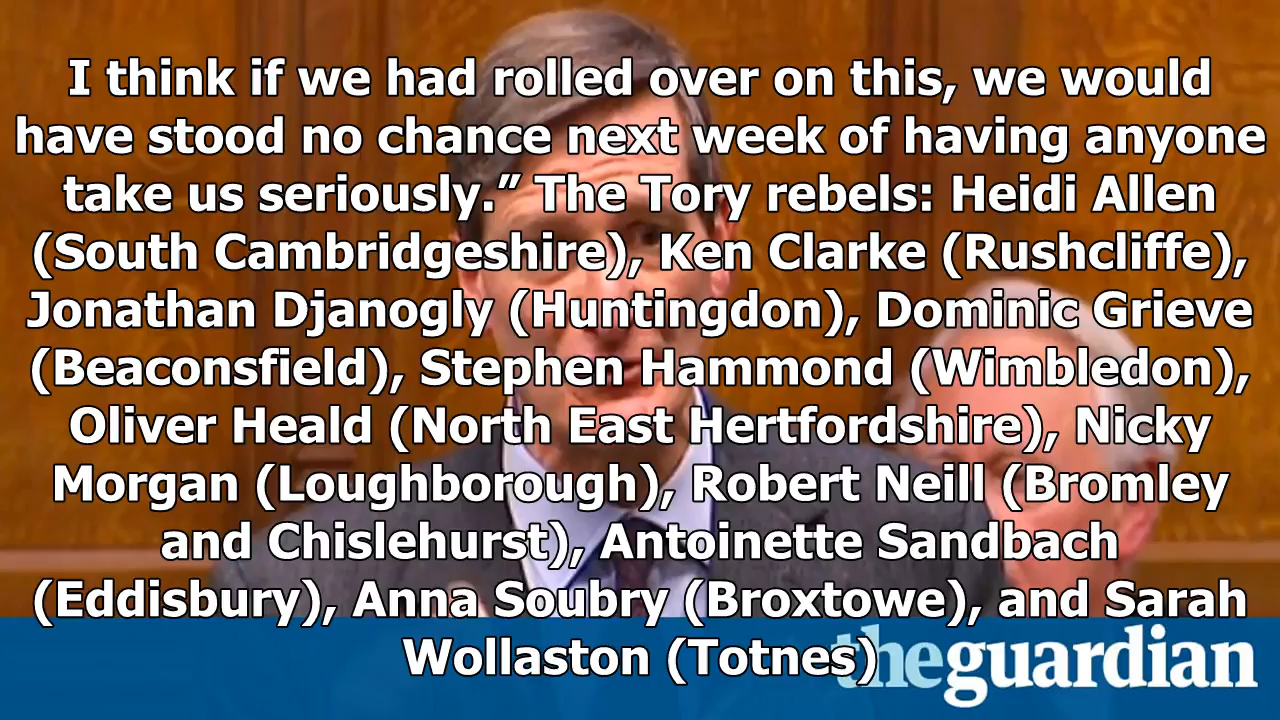 I think if we had rolled over on this, we would
have stood no chance next week of having anyone
take us seriously.” The Tory rebels: Heidi Allen
(South Cambridgeshire), Ken Clarke (Rushcliffe),
Jonathan Djanogly (Huntingdon), Dominic Grieve
(Beaconsfield), Stephen Hammond (Wimbledon),
Oliver Heald (North East Hertfordshire), Nicky
Morgan (Loughborough), Robert Neill (Bromley
and Chislehurst), Antoinette Sandbach
(Eddisbury), Anna Soubry (Broxtowe), and Sarah
Wollaston (Totnes)
theguardian